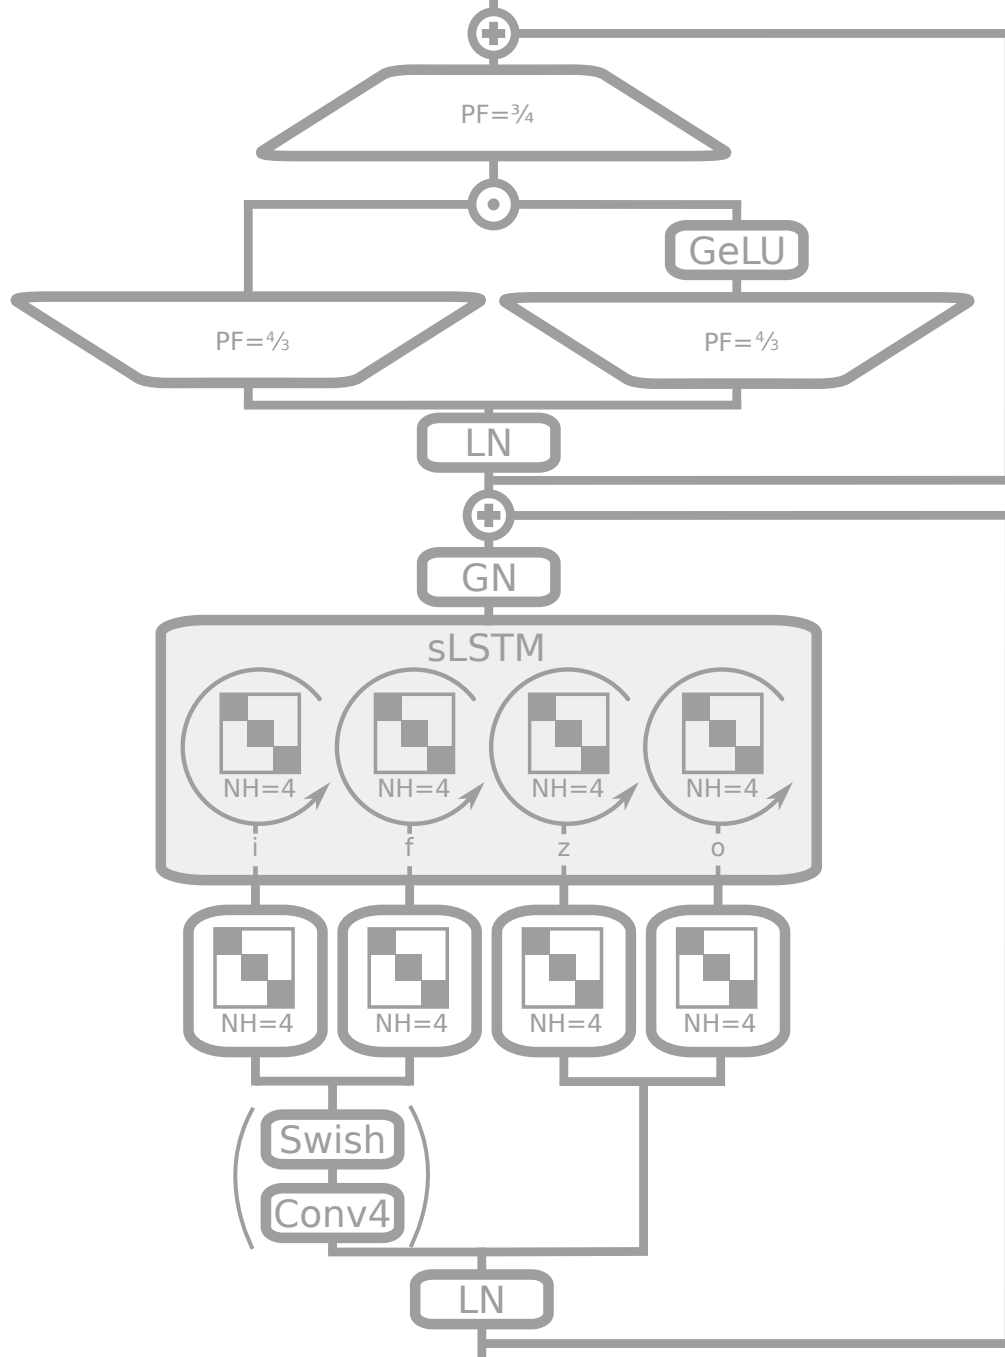 PF=¾
GeLU
PF=⁴⁄₃ PF=⁴⁄₃
LN
GN
sLSTM
NH=4 NH=4 NH=4 NH=4
i f z o
NH=4 NH=4 NH=4 NH=4
Swish
Conv4
LN